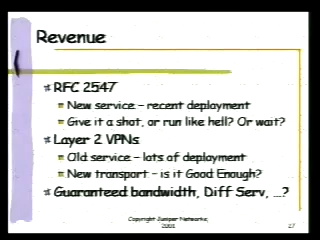 Revenue
RFC 2547
New service – recent deployment
Give it a shot, or run like hell? Or wait?
Layer 2 VPNs
Old service – lots of deployment
New transport – is it Good Enough?
Guaranteed bandwidth, Diff Serv, …?
Copyright Juniper Networks,
2001
27